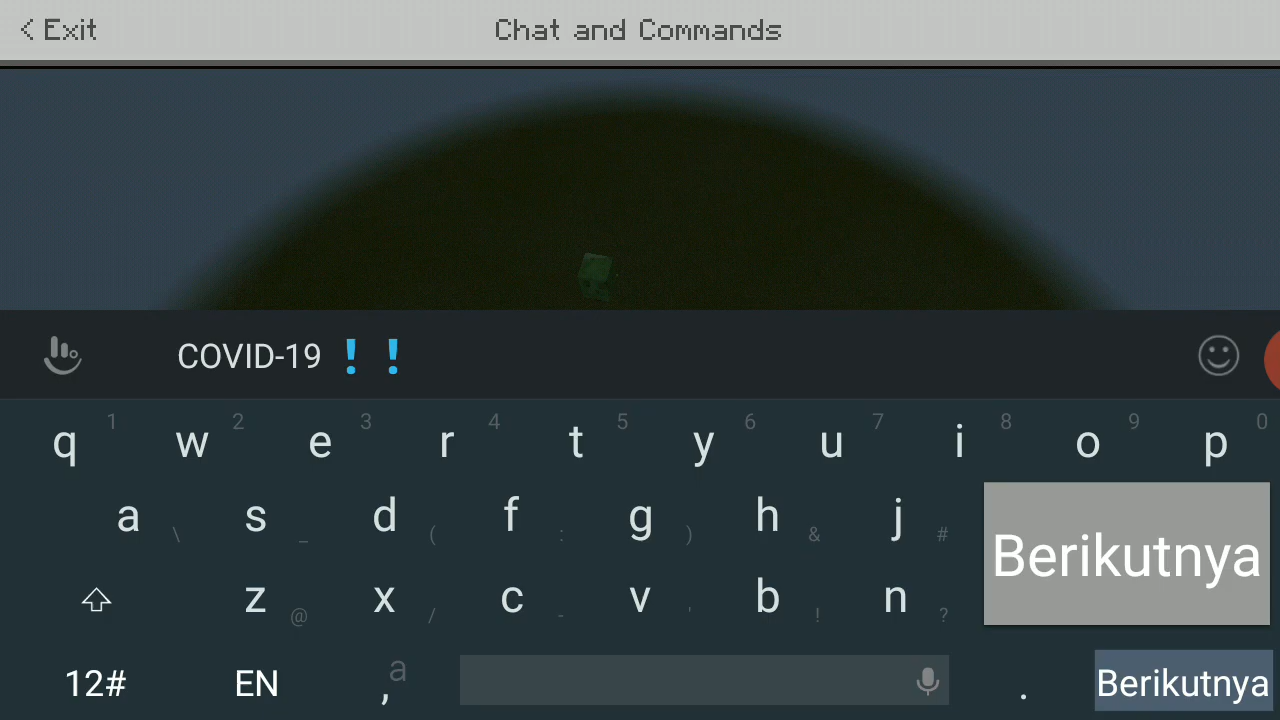 < Exit
Chat and Commands
COVID-19 ❗❗
1 2 3 4 5 6 7 8 9 0
q w e r t y u i o p
a s d f g h j
\ _ ( : ) & #
Berikutnya
z x c v b n
@ / - ' ! ?
12# EN , a . Berikutnya